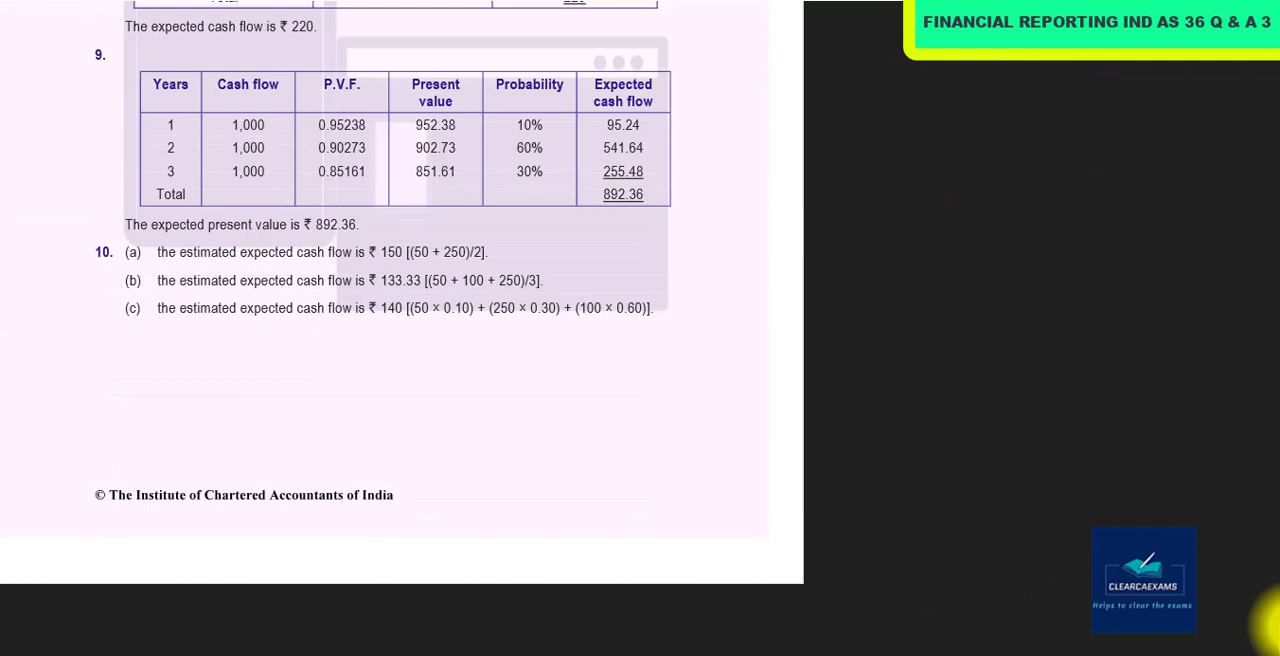 FINANCIAL REPORTING IND AS 36 Q & A 3
The expected cash flow is ₹ 220.
9.
Years Cash flow P.V.F. Present value Probability Expected cash flow
1 1,000 0.95238 952.38 10% 95.24
2 1,000 0.90273 902.73 60% 541.64
3 1,000 0.85161 851.61 30% 255.48
Total 892.36
The expected present value is ₹ 892.36.
10. (a) the estimated expected cash flow is ₹ 150 [(50 + 250)/2].
(b) the estimated expected cash flow is ₹ 133.33 [(50 + 100 + 250)/3].
(c) the estimated expected cash flow is ₹ 140 [(50 × 0.10) + (250 × 0.30) + (100 × 0.60)].
© The Institute of Chartered Accountants of India
CLEARCAEXAMS
Helps to clear the exams